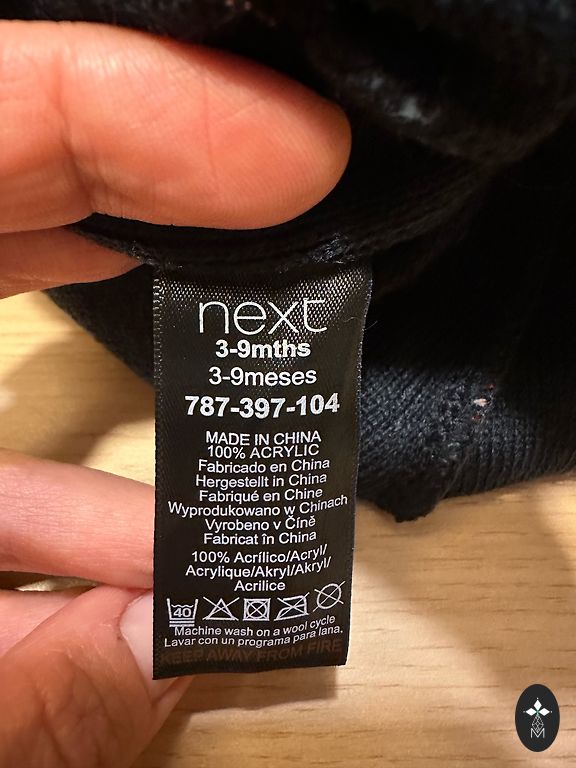 next
3-9mths
3-9meses
787-397-104
MADE IN CHINA
100% ACRYLIC
Fabricado en China
Hergestellt in China
Fabriqué en Chine
Wyprodukowano w Chinach
Vyrobeno v Číně
Fabricat în China
100% Acrílico/Acryl/
Acrylique/Akryl/Akryl/
Acrilice
40
Machine wash on a wool cycle
Lavar con un programa para lana.
KEEP AWAY FROM FIRE
M